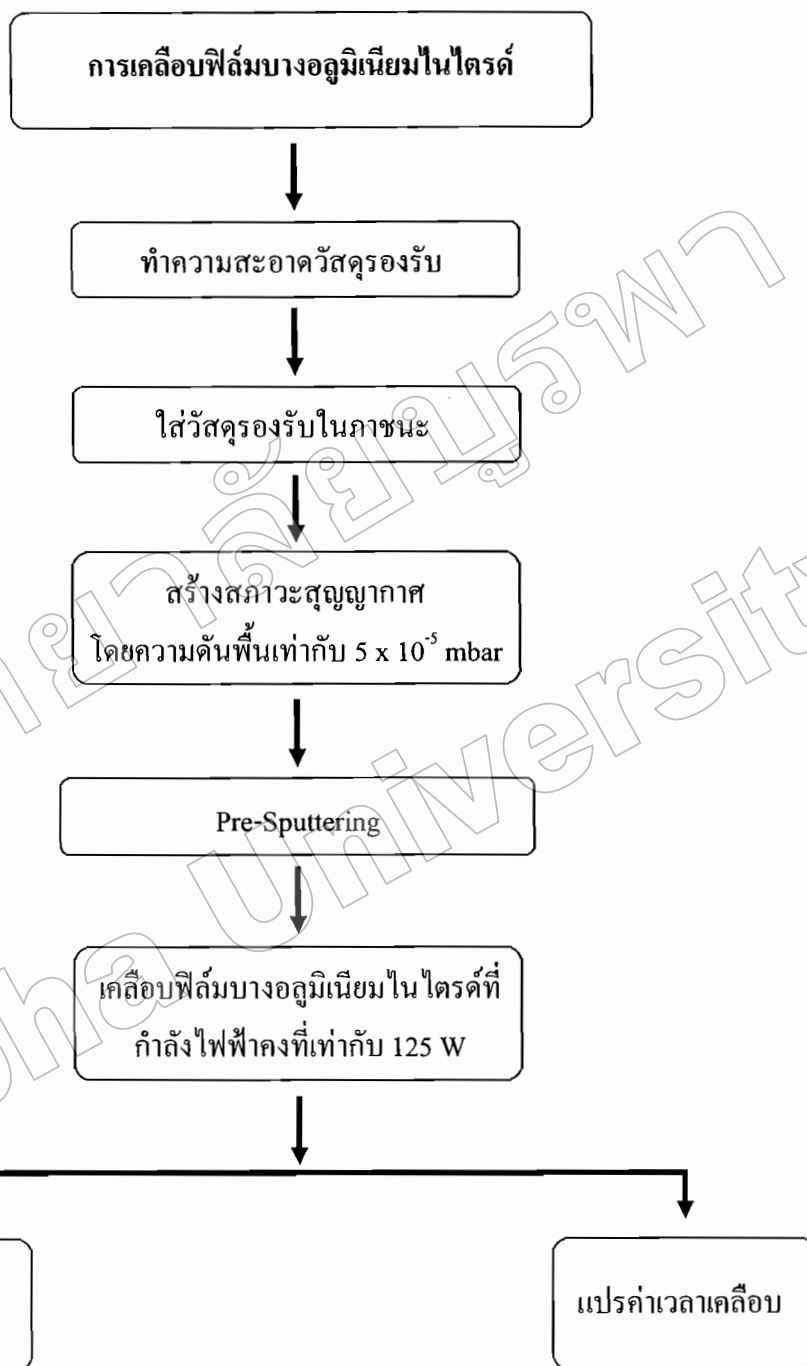 การเคลือบฟิล์มบางอลูมิเนียมไนไตรด์
ทำความสะอาดวัสดุรองรับ
ใส่วัสดุรองรับในภาชนะ
สร้างสภาวะสุญญากาศ
โดยความดันพื้นเท่ากับ 5 x 10⁻⁵ mbar
Pre-Sputtering
เคลือบฟิล์มบางอลูมิเนียมไนไตรด์ที่
กำลังไฟฟ้าคงที่เท่ากับ 125 W
แปรค่าเวลาเคลือบ